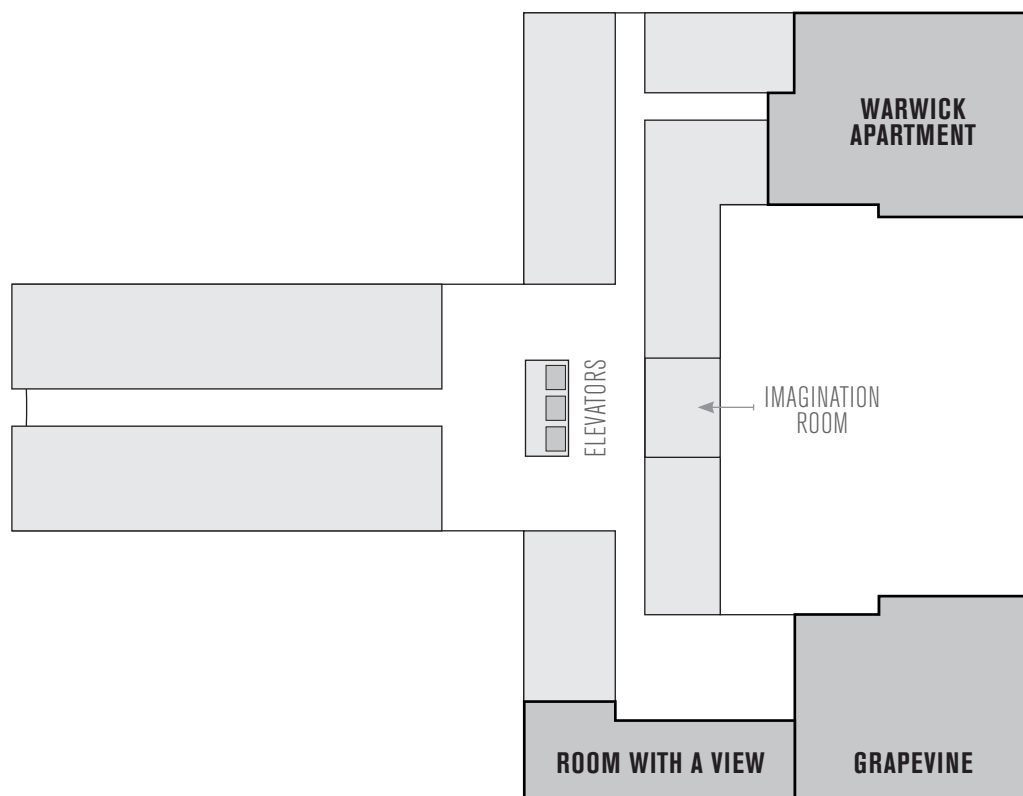 WARWICK
APARTMENT
ELEVATORS
IMAGINATION
ROOM
ROOM WITH A VIEW
GRAPEVINE